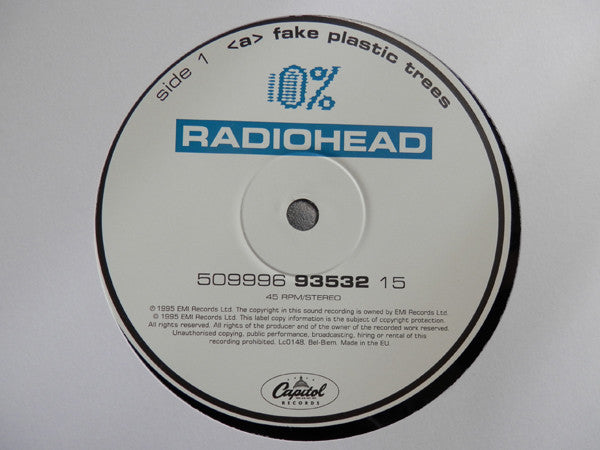 side 1 <a> fake plastic trees
0%
RADIOHEAD
509996 93532 15
45 RPM/STEREO
℗ 1995 EMI Records Ltd. The copyright in this sound recording is owned by EMI Records Ltd.
© 1995 EMI Records Ltd. This label copy information is the subject of copyright protection.
All rights reserved. All rights of the producer and of the owner of the recorded work reserved.
Unauthorised copying, public performance, broadcasting, hiring or rental of this
recording prohibited. Lc0148. Bel-Biem. Made in the EU.
Capitol
RECORDS